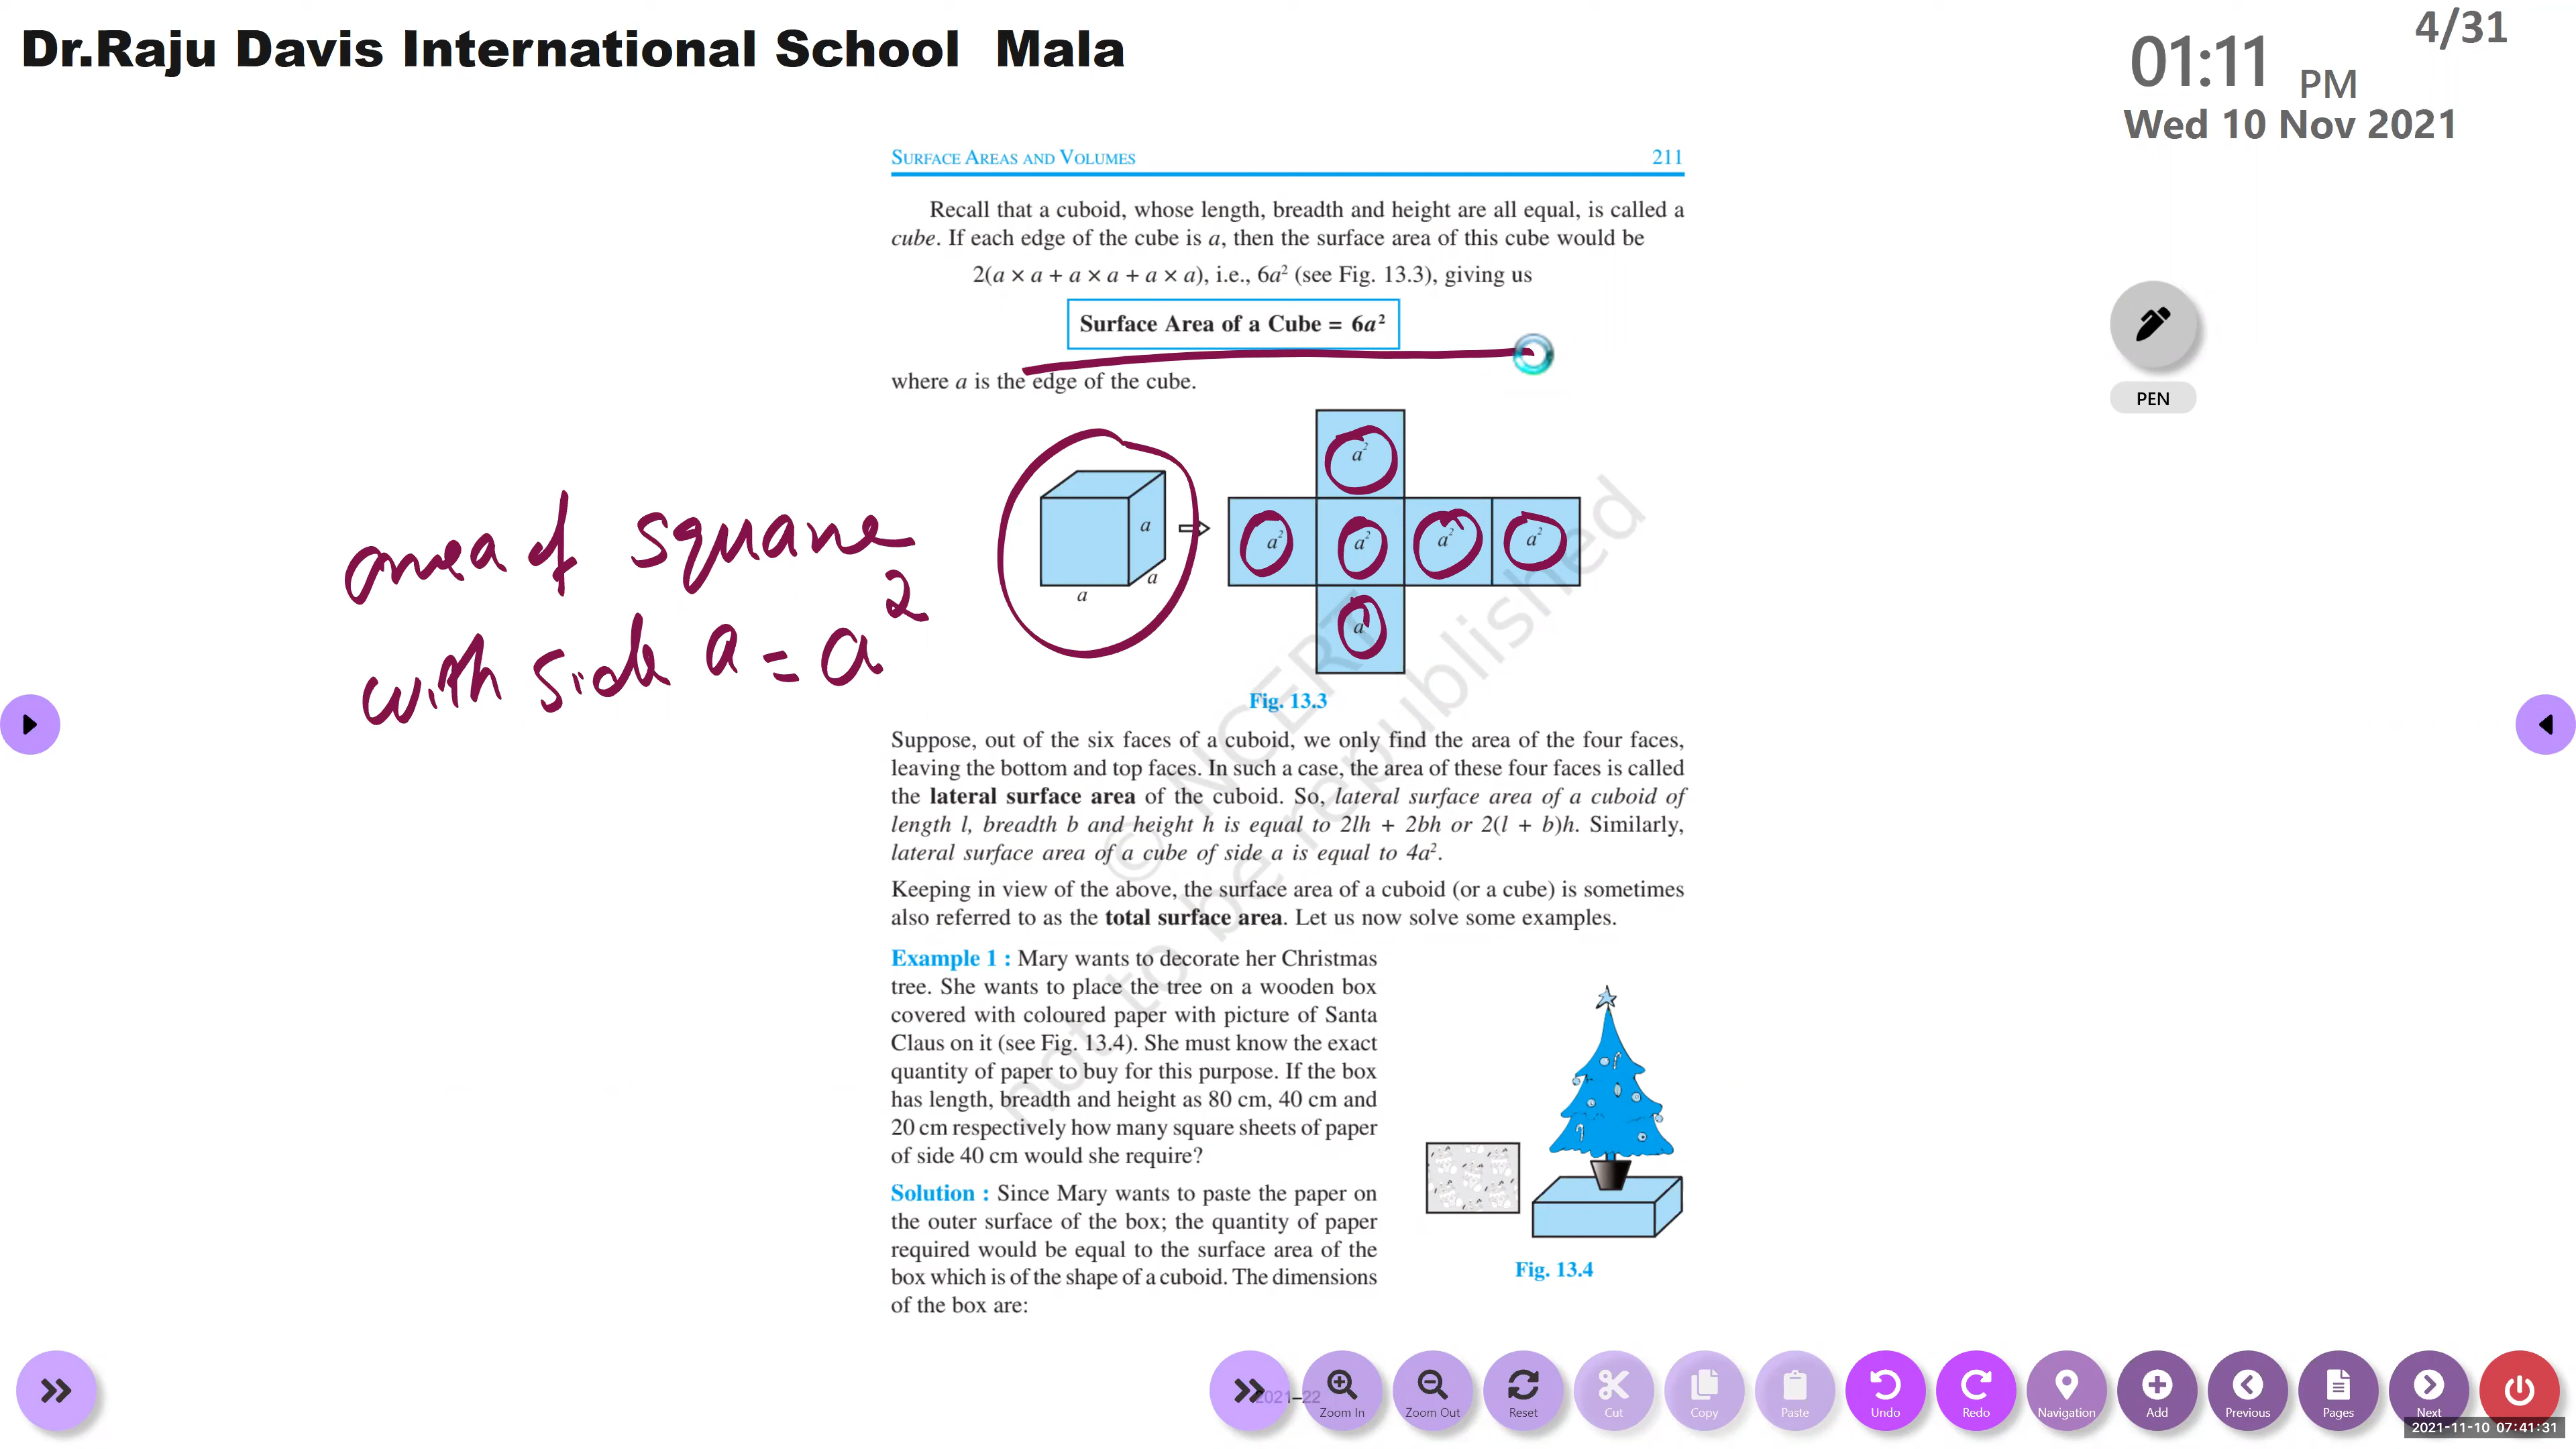 Dr.Raju Davis International School Mala
4/31
01:11 PM
Wed 10 Nov 2021
SURFACE AREAS AND VOLUMES 211
Recall that a cuboid, whose length, breadth and height are all equal, is called a
cube. If each edge of the cube is a, then the surface area of this cube would be
2(a × a + a × a + a × a), i.e., 6a² (see Fig. 13.3), giving us
Surface Area of a Cube = 6a²
where a is the edge of the cube.
PEN
area of square
with side a = a²
a
a
a
a²
a²
a²
a²
a²
a
Fig. 13.3
Suppose, out of the six faces of a cuboid, we only find the area of the four faces,
leaving the bottom and top faces. In such a case, the area of these four faces is called
the lateral surface area of the cuboid. So, lateral surface area of a cuboid of
length l, breadth b and height h is equal to 2lh + 2bh or 2(l + b)h. Similarly,
lateral surface area of a cube of side a is equal to 4a².
Keeping in view of the above, the surface area of a cuboid (or a cube) is sometimes
also referred to as the total surface area. Let us now solve some examples.
Example 1 : Mary wants to decorate her Christmas
tree. She wants to place the tree on a wooden box
covered with coloured paper with picture of Santa
Claus on it (see Fig. 13.4). She must know the exact
quantity of paper to buy for this purpose. If the box
has length, breadth and height as 80 cm, 40 cm and
20 cm respectively how many square sheets of paper
of side 40 cm would she require?
Solution : Since Mary wants to paste the paper on
the outer surface of the box; the quantity of paper
required would be equal to the surface area of the
box which is of the shape of a cuboid. The dimensions
of the box are:
Fig. 13.4
© NCERT
not to be republished
2021–22
Zoom In Zoom Out Reset Cut Copy Paste Undo Redo Navigation Add Previous Pages Next
2021-11-10 07:41:31